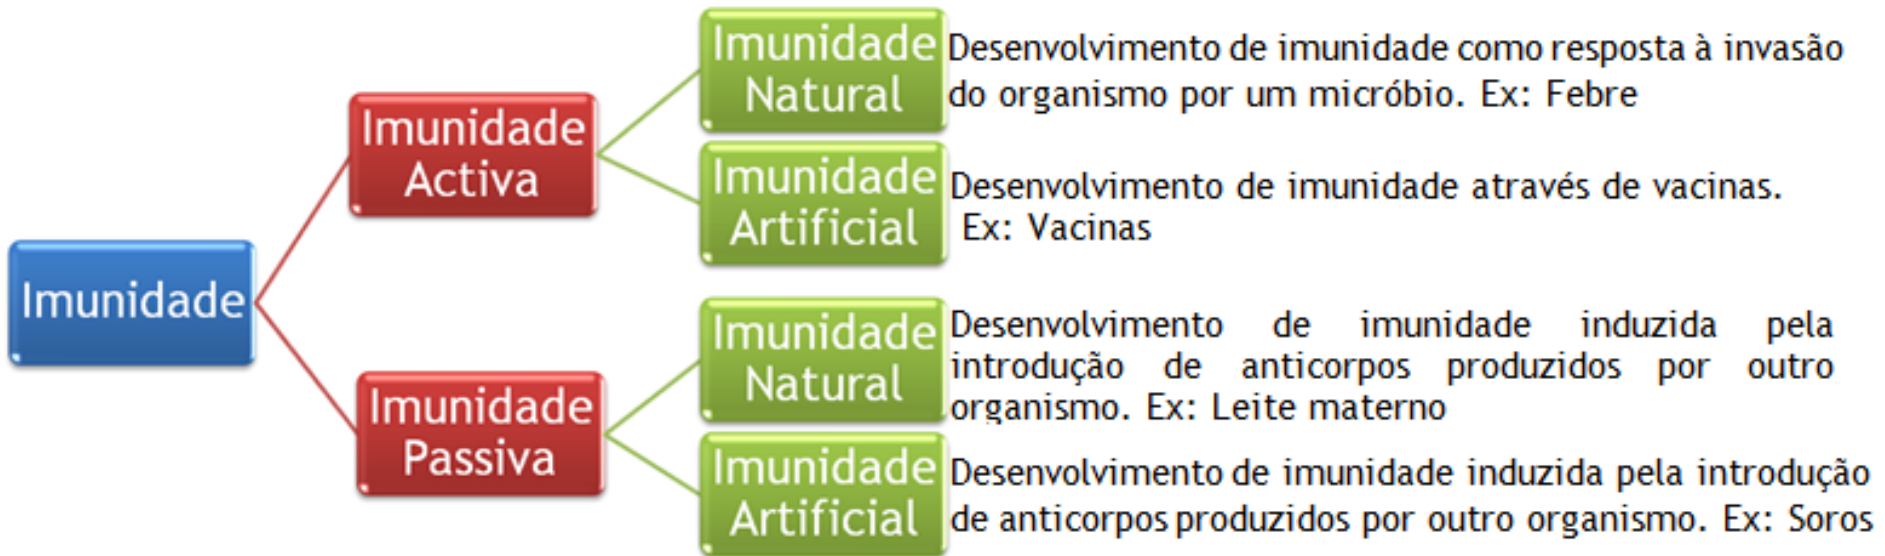 Imunidade
Imunidade
Activa
Imunidade
Natural
Desenvolvimento de imunidade como resposta à invasão
do organismo por um micróbio. Ex: Febre
Imunidade
Artificial
Desenvolvimento de imunidade através de vacinas.
Ex: Vacinas
Imunidade
Passiva
Imunidade
Natural
Desenvolvimento de imunidade induzida pela
introdução de anticorpos produzidos por outro
organismo. Ex: Leite materno
Imunidade
Artificial
Desenvolvimento de imunidade induzida pela introdução
de anticorpos produzidos por outro organismo. Ex: Soros